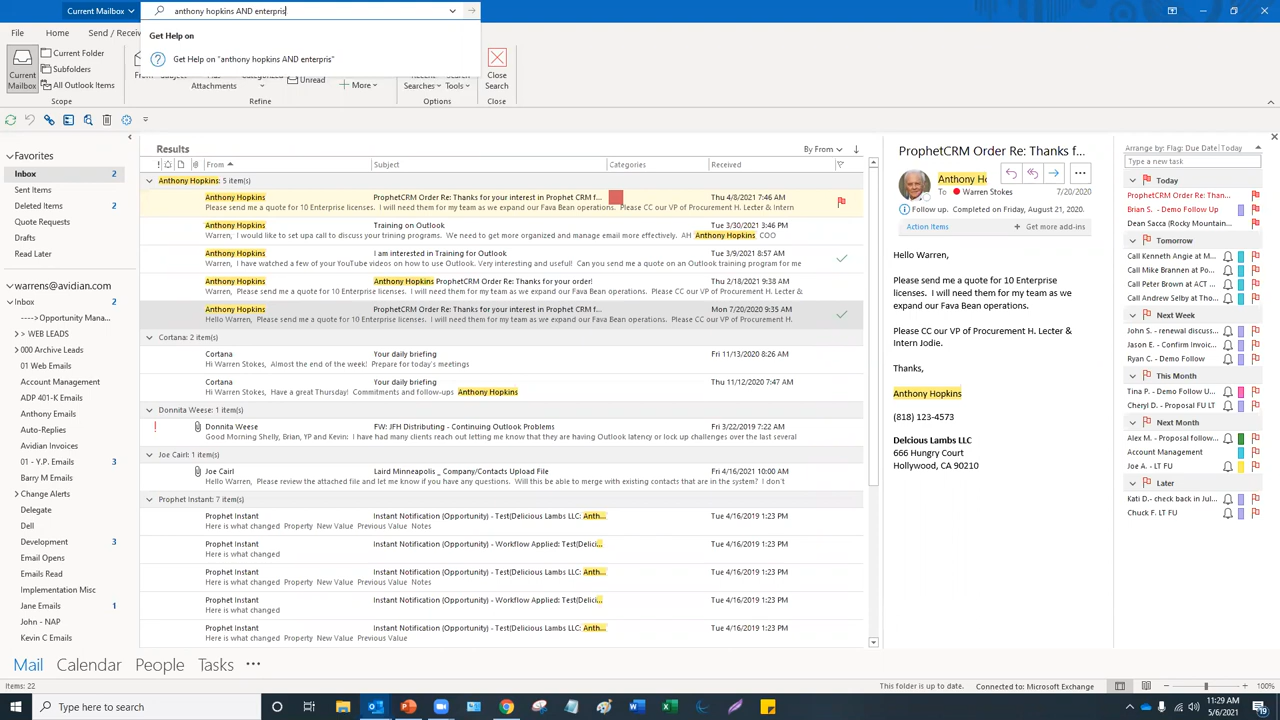 Current Mailbox
anthony hopkins AND enterpris
Get Help on
Get Help on "anthony hopkins AND enterpris"
File Home Send / Receiv
Current Mailbox
Current Folder
Subfolders
All Outlook Items
Attachments
Unread
More
Recent Searches
Search Tools
Close Search
Scope Refine Options Close
Favorites
Inbox 2
Sent Items
Deleted Items 2
Quote Requests
Drafts
Read Later
warrens@avidian.com
Inbox 2
---->Opportunity Mana...
> WEB LEADS
000 Archive Leads
01 Web Emails
Account Management
ADP 401-K Emails
Anthony Emails
Auto-Replies
Avidian Invoices
01 - Y.P. Emails 3
Barry M Emails
Change Alerts
Delegate
Dell
Development 3
Email Opens
Emails Read
Implementation Misc
Jane Emails 1
John - NAP
Kevin C Emails
Results By From
From Subject Categories Received
Anthony Hopkins: 5 item(s)
Anthony Hopkins ProphetCRM Order Re: Thanks for your interest in Prophet CRM f... Thu 4/8/2021 7:46 AM
Please send me a quote for 10 Enterprise licenses. I will need them for my team as we expand our Fava Bean operations. Please CC our VP of Procurement H. Lecter & Intern
Anthony Hopkins Training on Outlook Tue 3/30/2021 3:46 PM
Warren, I would like to set upa call to discuss your trining programs. We need to get more organized and manage email more effectively. AH Anthony Hopkins COO
Anthony Hopkins I am interested in Training for Outlook Tue 3/9/2021 8:57 AM
Warren, I have watched a few of your YouTube videos on how to use Outlook. Very interesting and useful! Can you send me a quote on an Outlook training program for me
Anthony Hopkins Anthony Hopkins ProphetCRM Order Re: Thanks for your order! Thu 2/18/2021 9:33 AM
Warren, Please send me a quote for 10 Enterprise licenses. I will need them for my team as we expand our Fava Bean operations. Please CC our VP of Procurement H. Lecter &
Anthony Hopkins ProphetCRM Order Re: Thanks for your interest in Prophet CRM f... Mon 7/20/2020 9:35 AM
Hello Warren, Please send me a quote for 10 Enterprise licenses. I will need them for my team as we expand our Fava Bean operations. Please CC our VP of Procurement H.
Cortana: 2 item(s)
Cortana Your daily briefing Fri 11/13/2020 8:26 AM
Hi Warren Stokes, Almost the end of the week! Prepare for today's meetings
Cortana Your daily briefing Thu 11/12/2020 7:47 AM
Hi Warren Stokes, Have a great Thursday! Commitments and follow-ups Anthony Hopkins
Donnita Weese: 1 item(s)
Donnita Weese FW: JFH Distributing - Continuing Outlook Problems Fri 3/22/2019 7:22 AM
Good Morning Shelly, Brian, YP and Kevin: I have had many clients reach out letting me know that they are having Outlook latency or lock up challenges over the last several
Joe Cairl: 1 item(s)
Joe Cairl Laird Minneapolis _ Company/Contacts Upload File Fri 4/16/2021 10:00 AM
Hello Warren, Please review the attached file and let me know if you have any questions. Will this be able to merge with existing contacts that are in the system? I don't
Prophet Instant: 7 item(s)
Prophet Instant Instant Notification (Opportunity) - Test(Delcious Lambs LLC: Anth... Tue 4/16/2019 1:23 PM
Here is what changed Property New Value Previous Value Notes
Prophet Instant Instant Notification (Opportunity) - Workflow Applied: Test(Delici... Tue 4/16/2019 1:23 PM
Here is what changed
Prophet Instant Instant Notification (Opportunity) - Test(Delcious Lambs LLC: Anth... Tue 4/16/2019 1:23 PM
Here is what changed Property New Value Previous Value Notes
Prophet Instant Instant Notification (Opportunity) - Workflow Applied: Test(Delici... Tue 4/16/2019 1:23 PM
Here is what changed
Prophet Instant Instant Notification (Opportunity) - Test(Delcious Lambs LLC: Anth... Tue 4/16/2019 1:23 PM
Here is what changed Property New Value Previous Value
ProphetCRM Order Re: Thanks f...
Anthony Ho
To Warren Stokes 7/20/2020
Follow up. Completed on Friday, August 21, 2020.
Action Items + Get more add-ins
Hello Warren,
Please send me a quote for 10 Enterprise
licenses. I will need them for my team as we
expand our Fava Bean operations.
Please CC our VP of Procurement H. Lecter &
Intern Jodie.
Thanks,
Anthony Hopkins
(818) 123-4573
Delcious Lambs LLC
666 Hungry Court
Hollywood, CA 90210
Arrange by: Flag: Due Date Today
Type a new task
Today
ProphetCRM Order Re: Than...
Brian S. - Demo Follow Up
Dean Sacca (Rocky Mountain...
Tomorrow
Call Kenneth Angie at M...
Call Mike Brannen at Po...
Call Peter Brown at ACT ...
Call Andrew Selby at Th...
Next Week
John S. - renewal discuss...
Jason E. - Confirm Invoic...
Ryan C. - Demo Follow Up
This Month
Tina P. - Demo Follow U...
Cheryl D. - Proposal FU LT
Next Month
Alex M. - Proposal follow...
Account Management
Joe A. - LT FU
Later
Kati D.- check back in Jul...
Chuck F. LT FU
Mail Calendar People Tasks ...
Items: 22 This folder is up to date. Connected to: Microsoft Exchange 100%
Type here to search
11:29 AM
5/6/2021
19